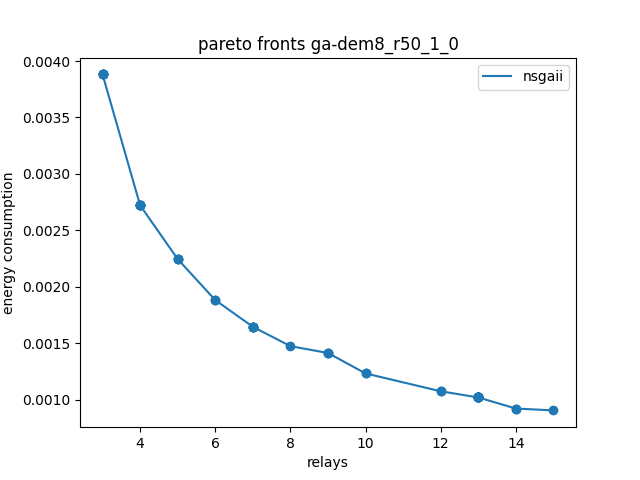 pareto fronts ga-dem8_r50_1_0
nsgaii
0.0040
0.0035
0.0030
0.0025
0.0020
0.0015
0.0010
energy consumption
4 6 8 10 12 14
relays